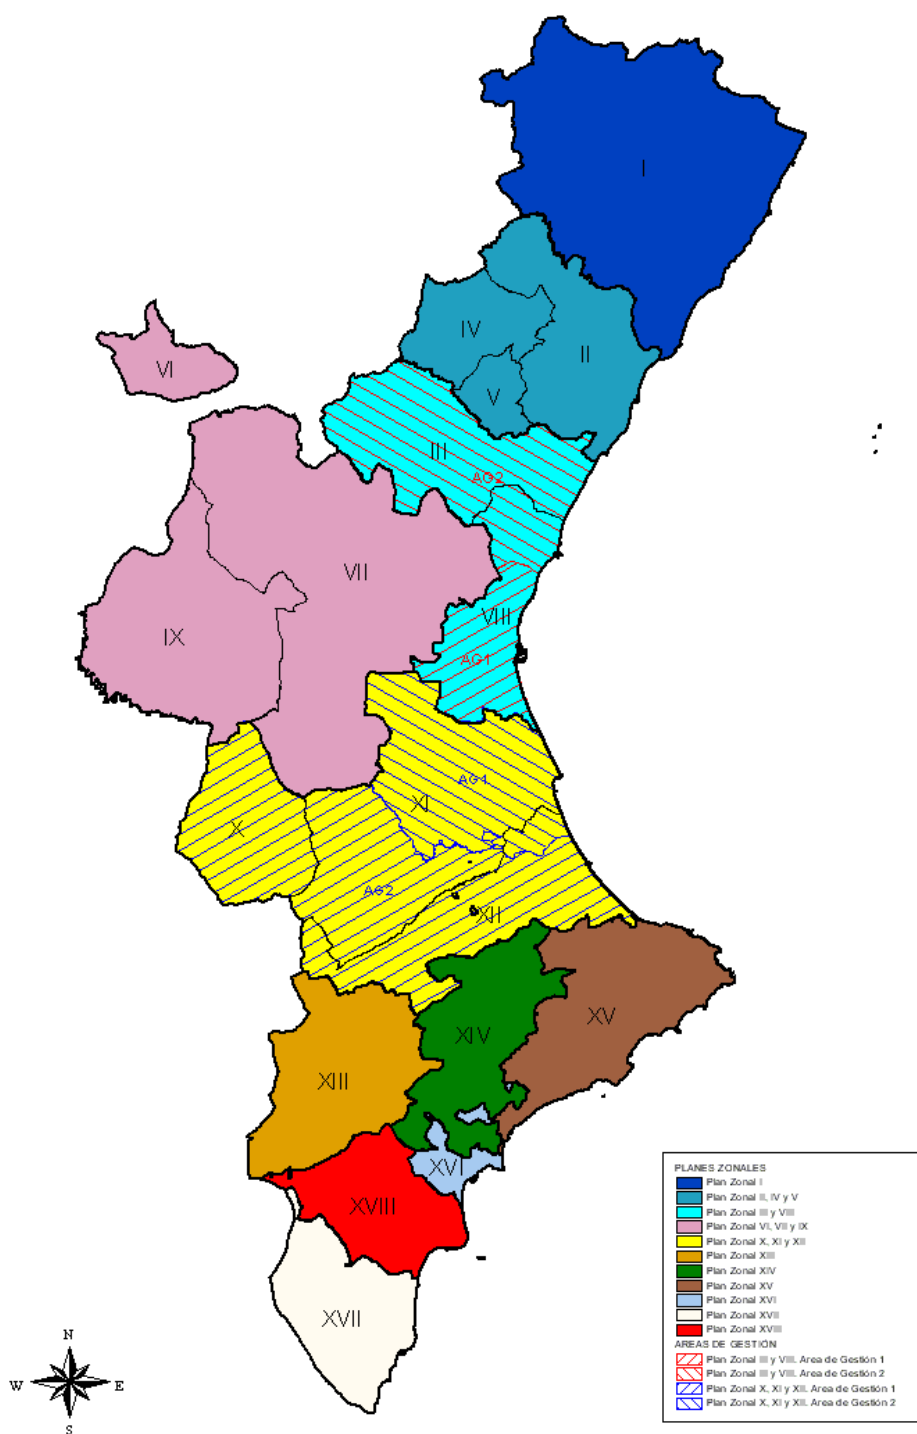 I
IV
II
VI
V
III
AG2
VII
VIII
IX
AG1
AG1
XI
X
AG2
XII
XV
XIV
XIII
XVI
XVIII
XVII
N
W
E
S
PLANES ZONALES
Plan Zonal I
Plan Zonal II, IV y V
Plan Zonal III y VIII
Plan Zonal VI, VII y IX
Plan Zonal X, XI y XII
Plan Zonal XIII
Plan Zonal XIV
Plan Zonal XV
Plan Zonal XVI
Plan Zonal XVII
Plan Zonal XVIII
AREAS DE GESTIÓN
Plan Zonal III y VIII. Area de Gestión 1
Plan Zonal III y VIII. Area de Gestión 2
Plan Zonal X, XI y XII. Area de Gestión 1
Plan Zonal X, XI y XII. Area de Gestión 2